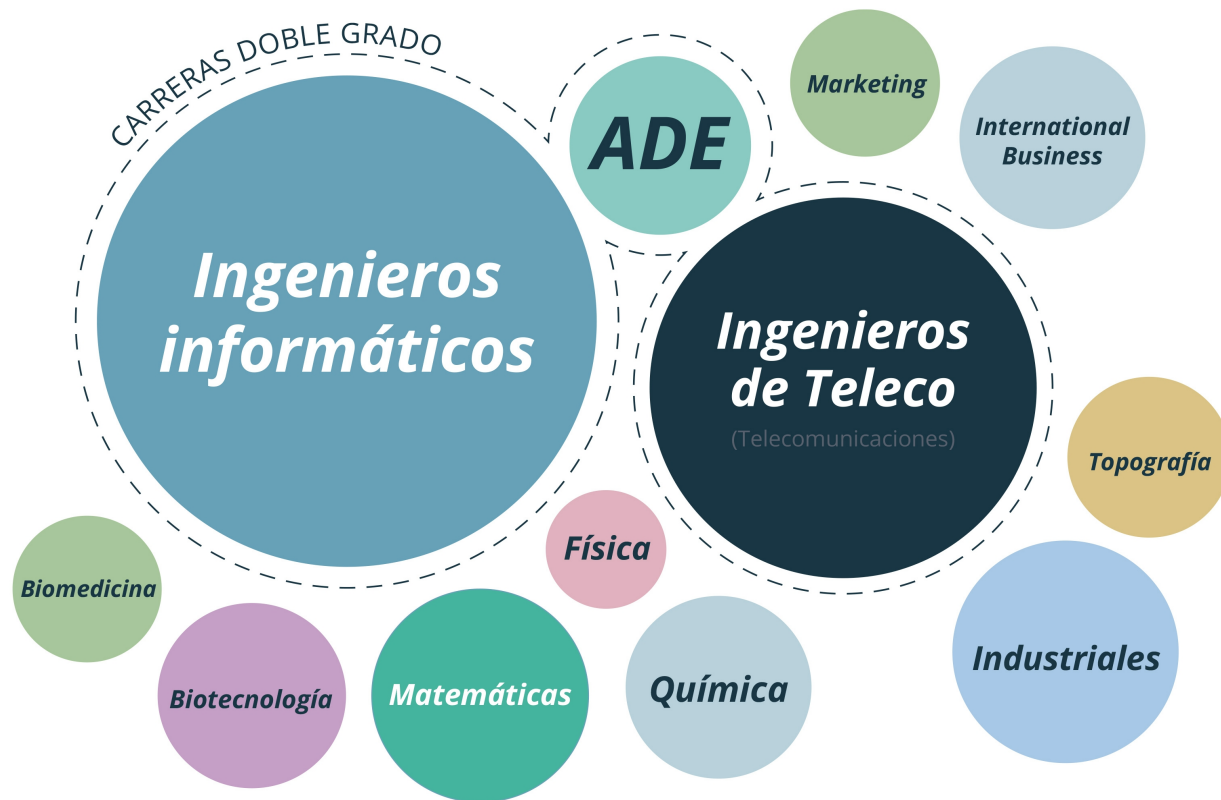 CARRERAS DOBLE GRADO
ADE
Marketing
International
Business
Ingenieros
informáticos
Ingenieros
de Teleco
(Telecomunicaciones)
Topografía
Física
Biomedicina
Biotecnología
Matemáticas
Química
Industriales